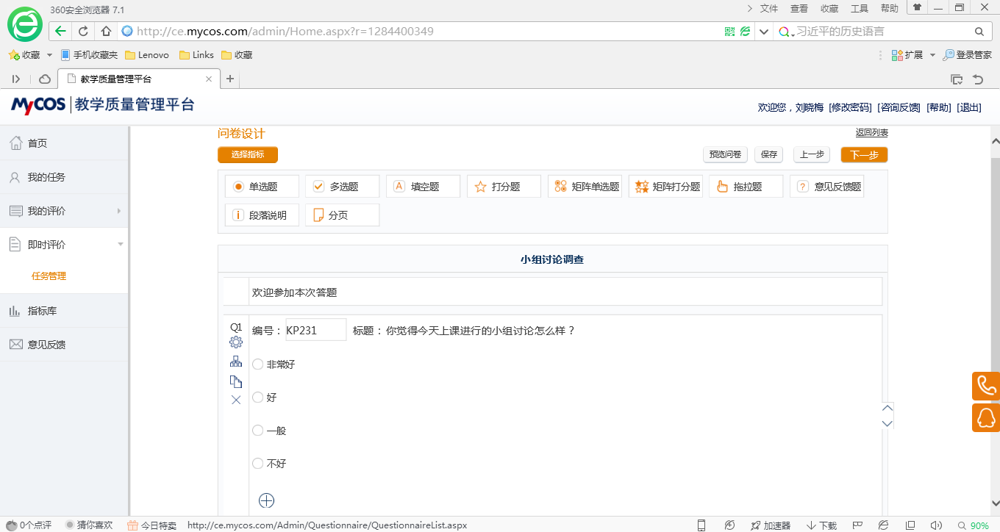 360安全浏览器 7.1
文件 查看 收藏 工具 帮助
http://ce.mycos.com/admin/Home.aspx?r=1284400349
习近平的历史语言
收藏 手机收藏夹 Lenovo Links 收藏
扩展 登录管家
教学质量管理平台
MyCOS 教学质量管理平台
欢迎您，刘晓梅 [修改密码] [咨询反馈] [帮助] [退出]
首页
我的任务
我的评价
即时评价
任务管理
指标库
意见反馈
问卷设计
返回列表
选择指标
预览问卷 保存 上一步 下一步
单选题 多选题 填空题 打分题 矩阵单选题 矩阵打分题 拖拉题 意见反馈题
段落说明 分页
小组讨论调查
欢迎参加本次答题
Q1 编号： KP231 标题： 你觉得今天上课进行的小组讨论怎么样？
非常好
好
一般
不好
0个点评 猜你喜欢 今日特卖 http://ce.mycos.com/Admin/Questionnaire/QuestionnaireList.aspx
加速器 下载 90%